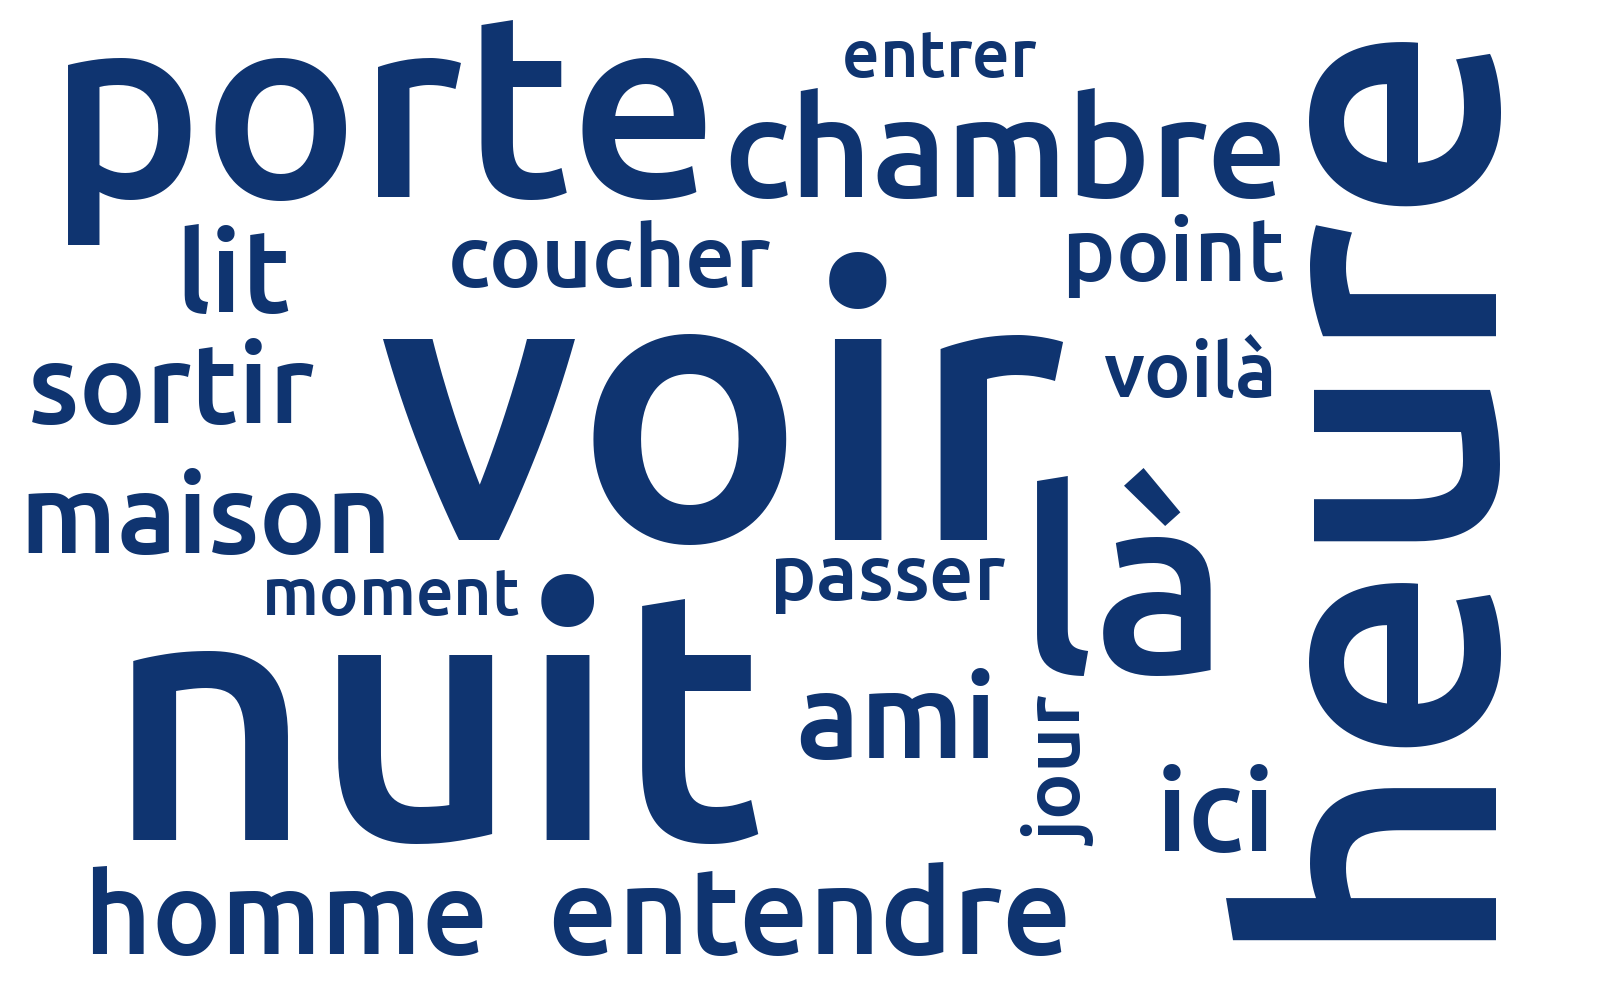 porte
entrer
chambre
heure
lit
coucher
point
sortir
voir
voilà
maison
là
passer
moment
nuit
ami
jour
ici
homme
entendre